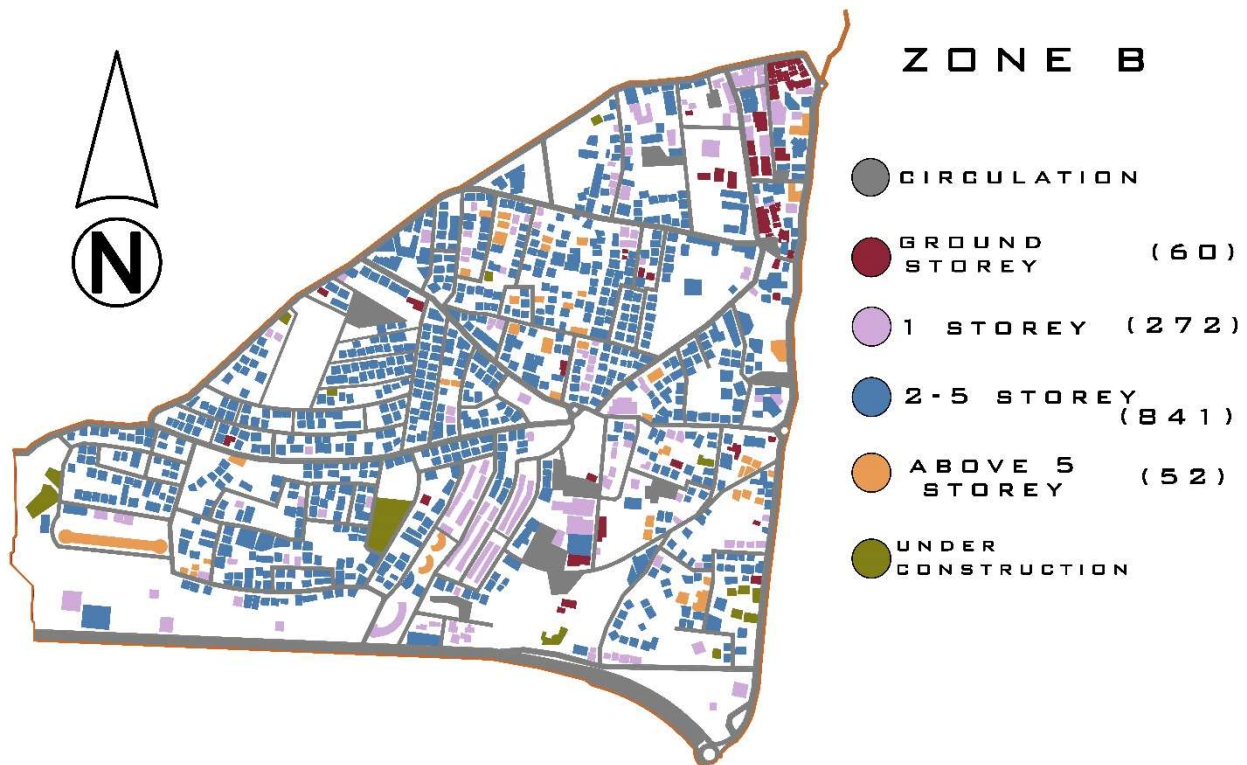 ZONE B
N
CIRCULATION
GROUND
STOREY (60)
1 STOREY (272)
2-5 STOREY
(841)
ABOVE 5
STOREY (52)
UNDER
CONSTRUCTION